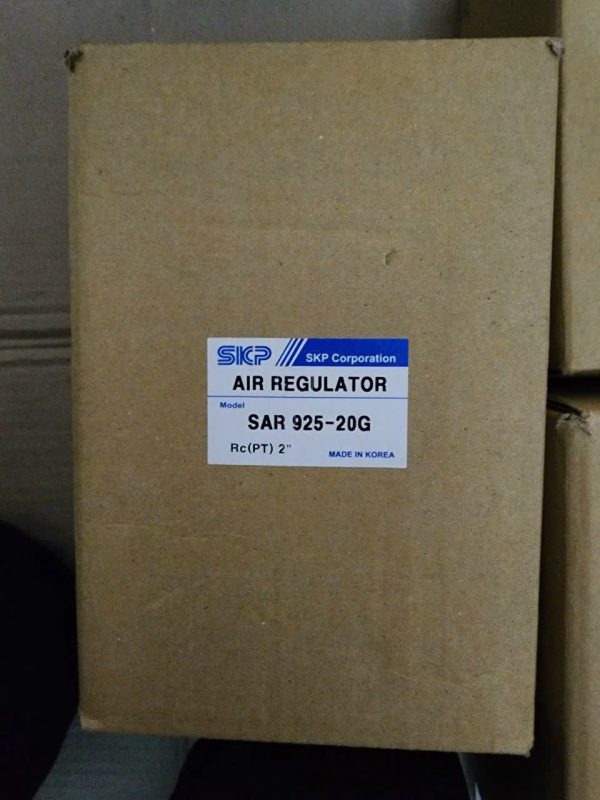 SKP SKP Corporation
AIR REGULATOR
Model
SAR 925-20G
Rc(PT) 2" MADE IN KOREA